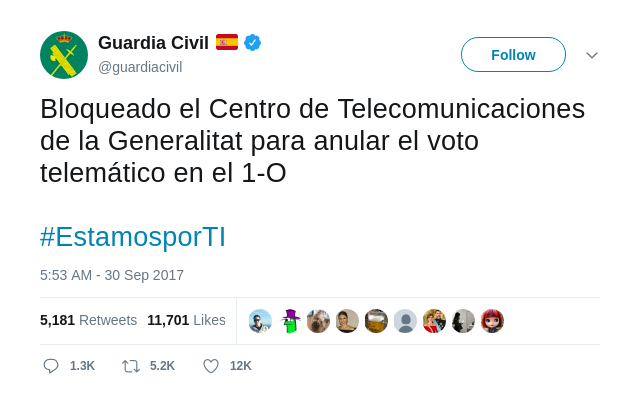 Guardia Civil
@guardiacivil
Follow
Bloqueado el Centro de Telecomunicaciones
de la Generalitat para anular el voto
telemático en el 1-O
#EstamosporTI
5:53 AM - 30 Sep 2017
5,181 Retweets 11,701 Likes
1.3K 5.2K 12K